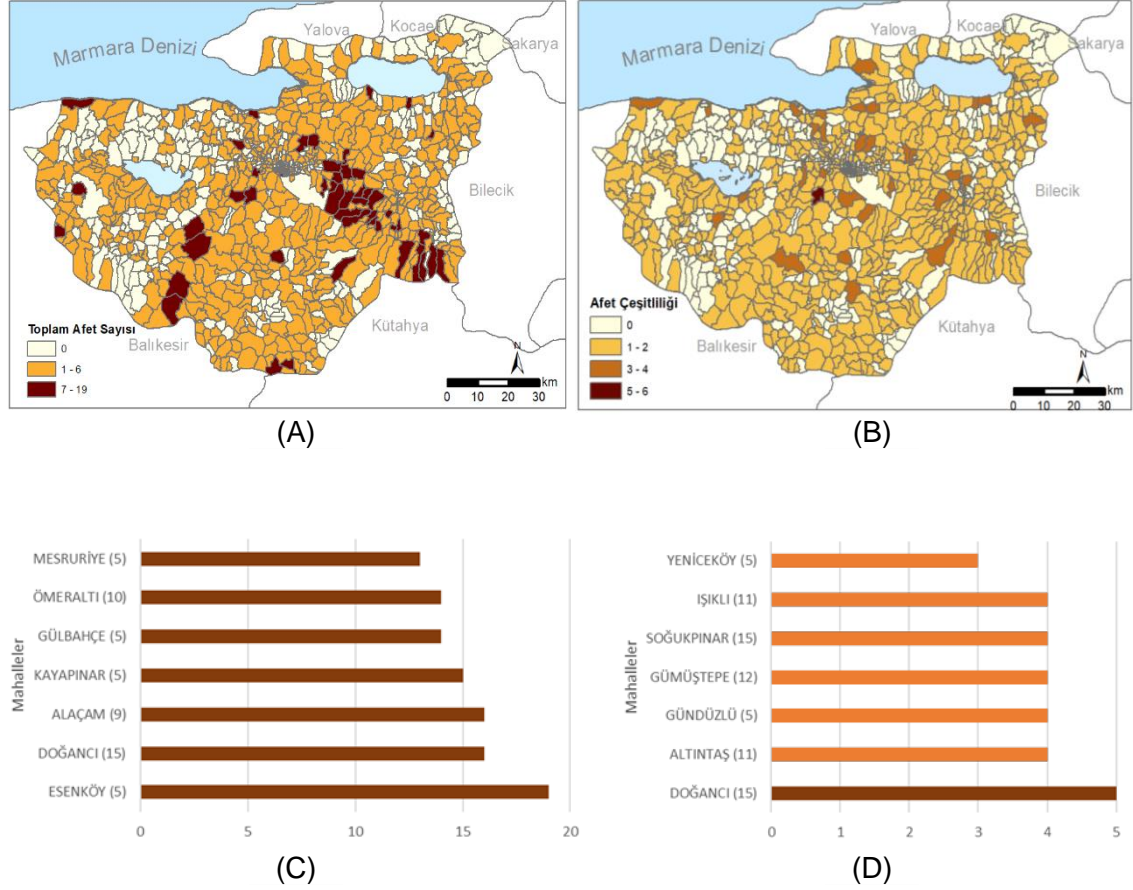 Yalova
Kocaeli
Sakarya
Marmara Denizi
Bilecik
Kütahya
Balıkesir
Toplam Afet Sayısı
0
1 - 6
7 - 19
N
km
0 10 20 30
(A)
Yalova
Kocaeli
Sakarya
Marmara Denizi
Bilecik
Kütahya
Balıkesir
Afet Çeşitliliği
0
1 - 2
3 - 4
5 - 6
N
km
0 10 20 30
(B)
Mahalleler
MESRURİYE (5)
ÖMERALTI (10)
GÜLBAHÇE (5)
KAYAPINAR (5)
ALAÇAM (9)
DOĞANCI (15)
ESENKÖY (5)
0 5 10 15 20
(C)
Mahalleler
YENİCEKÖY (5)
IŞIKLI (11)
SOĞUKPINAR (15)
GÜMÜŞTEPE (12)
GÜNDÜZLÜ (5)
ALTINTAŞ (11)
DOĞANCI (15)
0 1 2 3 4 5
(D)